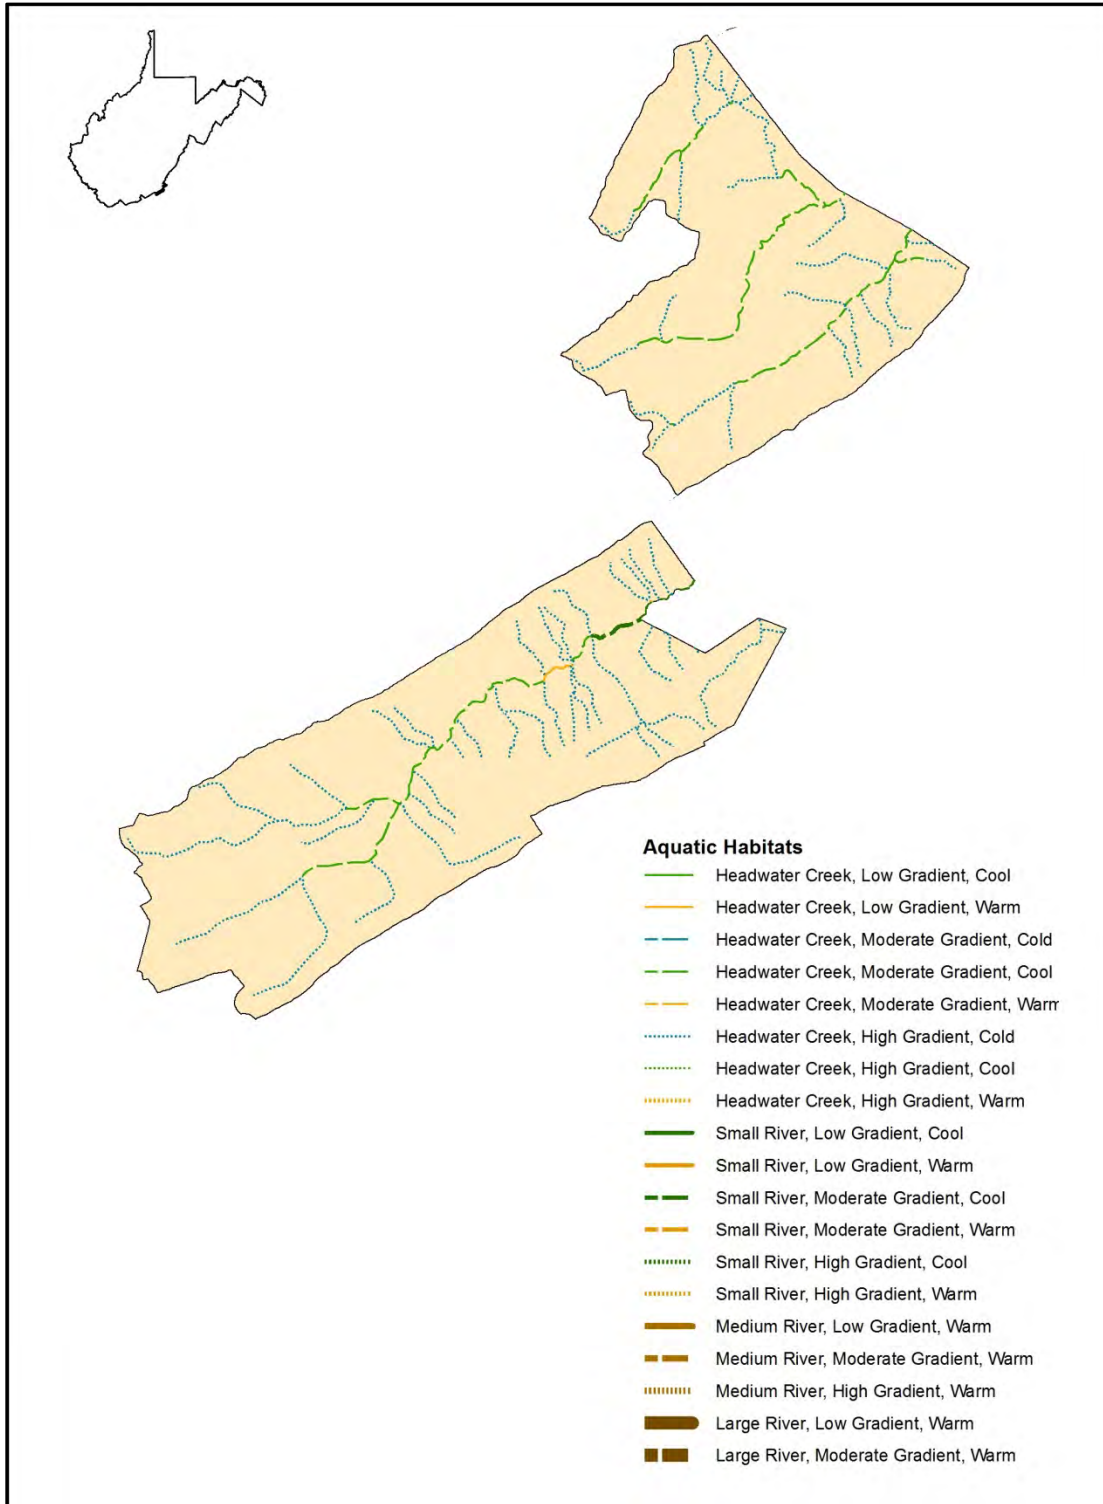 Aquatic Habitats
Headwater Creek, Low Gradient, Cool
Headwater Creek, Low Gradient, Warm
Headwater Creek, Moderate Gradient, Cold
Headwater Creek, Moderate Gradient, Cool
Headwater Creek, Moderate Gradient, Warm
Headwater Creek, High Gradient, Cold
Headwater Creek, High Gradient, Cool
Headwater Creek, High Gradient, Warm
Small River, Low Gradient, Cool
Small River, Low Gradient, Warm
Small River, Moderate Gradient, Cool
Small River, Moderate Gradient, Warm
Small River, High Gradient, Cool
Small River, High Gradient, Warm
Medium River, Low Gradient, Warm
Medium River, Moderate Gradient, Warm
Medium River, High Gradient, Warm
Large River, Low Gradient, Warm
Large River, Moderate Gradient, Warm